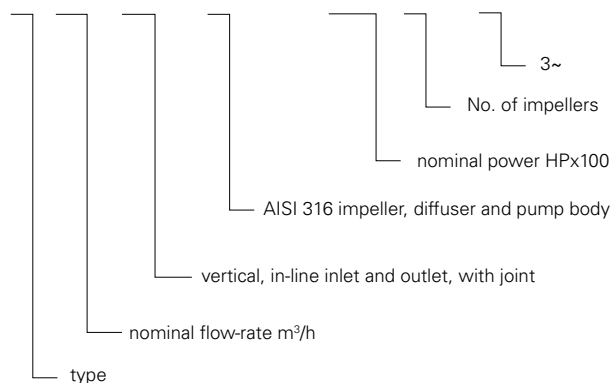 3~
No. of impellers
nominal power HPx100
AISI 316 impeller, diffuser and pump body
vertical, in-line inlet and outlet, with joint
nominal flow-rate m³/h
type